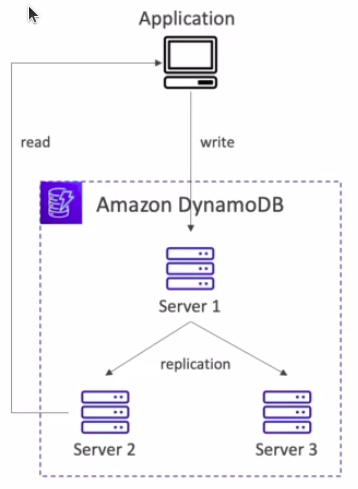 Application
read
write
Amazon DynamoDB
Server 1
replication
Server 2
Server 3